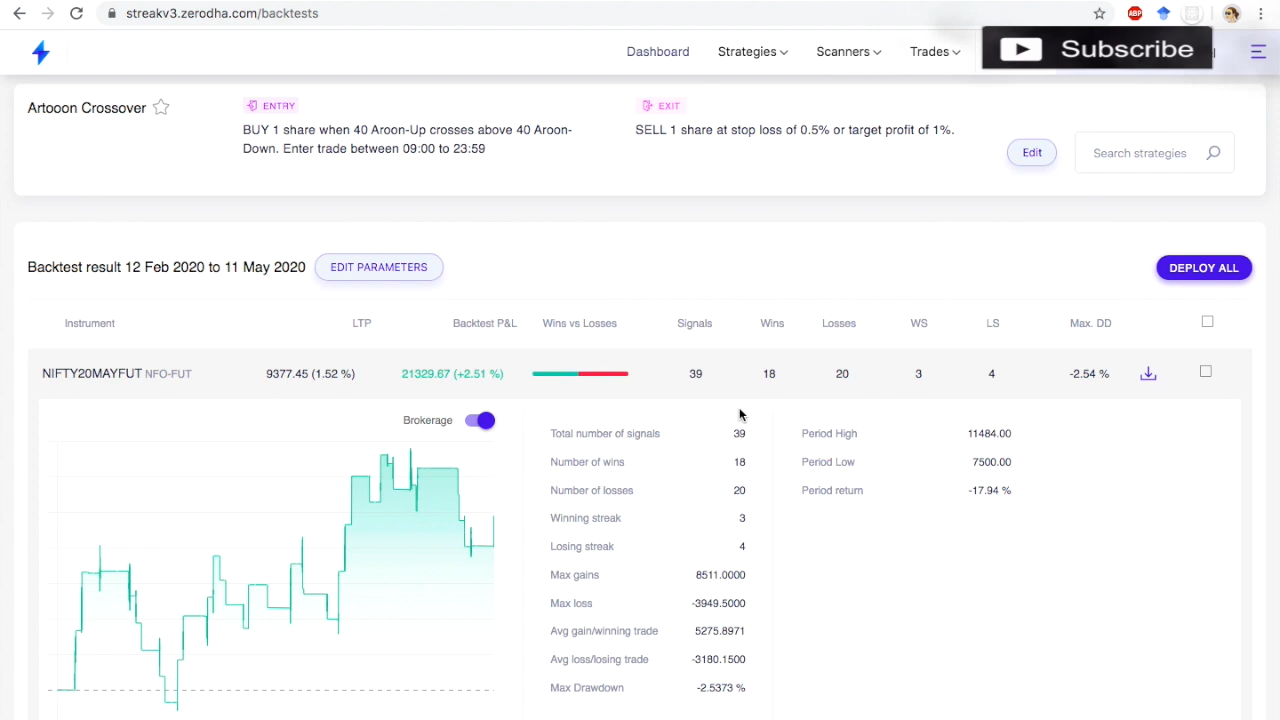 streakv3.zerodha.com/backtests
ABP
Dashboard Strategies Scanners Trades
Subscribe
Artooon Crossover
ENTRY
BUY 1 share when 40 Aroon-Up crosses above 40 Aroon-
Down. Enter trade between 09:00 to 23:59
EXIT
SELL 1 share at stop loss of 0.5% or target profit of 1%.
Edit
Search strategies
Backtest result 12 Feb 2020 to 11 May 2020 EDIT PARAMETERS
DEPLOY ALL
Instrument LTP Backtest P&L Wins vs Losses Signals Wins Losses WS LS Max. DD
NIFTY20MAYFUT NFO-FUT 9377.45 (1.52 %) 21329.67 (+2.51 %) 39 18 20 3 4 -2.54 %
Brokerage
Total number of signals 39
Number of wins 18
Number of losses 20
Winning streak 3
Losing streak 4
Max gains 8511.0000
Max loss -3949.5000
Avg gain/winning trade 5275.8971
Avg loss/losing trade -3180.1500
Max Drawdown -2.5373 %
Period High 11484.00
Period Low 7500.00
Period return -17.94 %